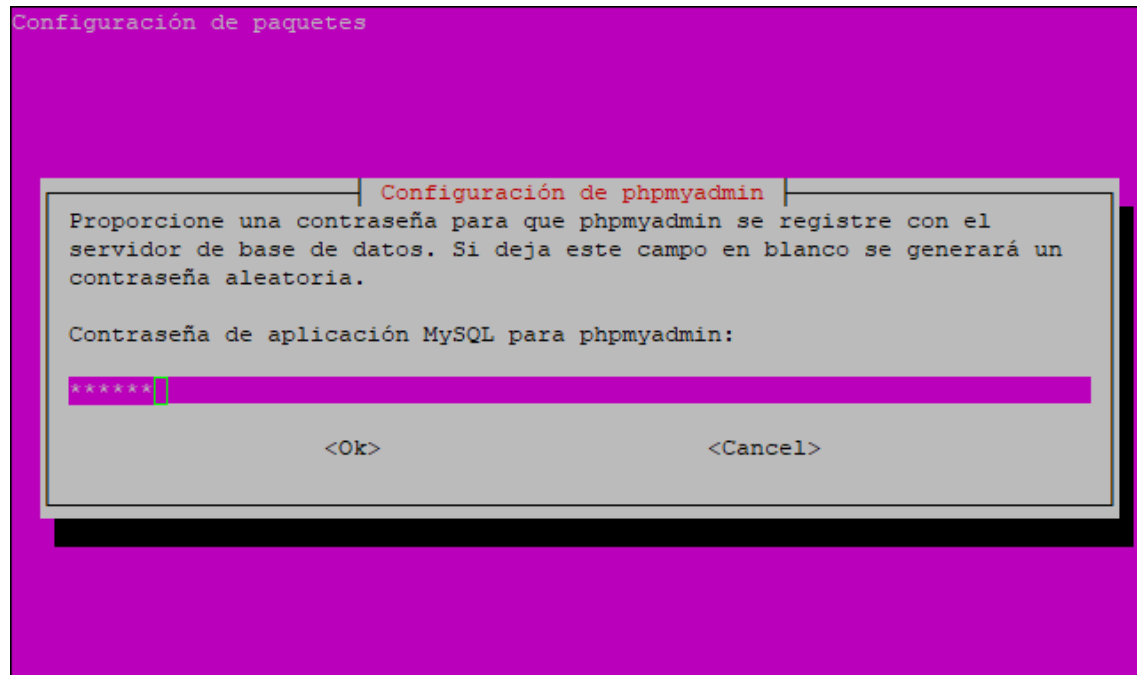 Configuración de paquetes
Configuración de phpmyadmin
Proporcione una contraseña para que phpmyadmin se registre con el
servidor de base de datos. Si deja este campo en blanco se generará un
contraseña aleatoria.
Contraseña de aplicación MySQL para phpmyadmin:
******
<Ok> <Cancel>